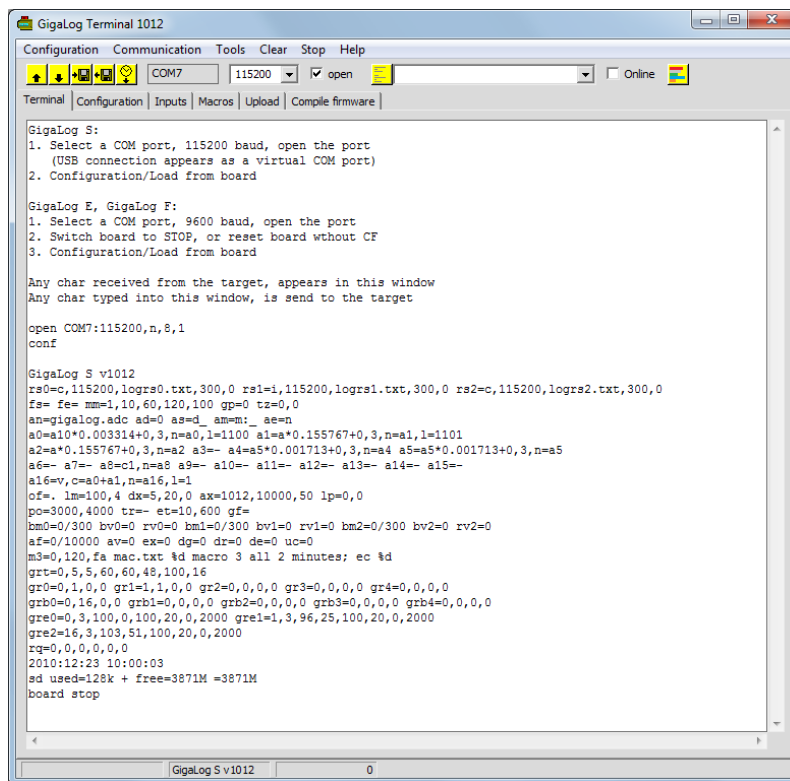 GigaLog Terminal 1012
Configuration Communication Tools Clear Stop Help
COM7 115200 open Online
Terminal Configuration Inputs Macros Upload Compile firmware
GigaLog S:
1. Select a COM port, 115200 baud, open the port
(USB connection appears as a virtual COM port)
2. Configuration/Load from board
GigaLog E, GigaLog F:
1. Select a COM port, 9600 baud, open the port
2. Switch board to STOP, or reset board wthout CF
3. Configuration/Load from board
Any char received from the target, appears in this window
Any char typed into this window, is send to the target
open COM7:115200,n,8,1
conf
GigaLog S v1012
rs0=c,115200,logrs0.txt,300,0 rs1=i,115200,logrs1.txt,300,0 rs2=c,115200,logrs2.txt,300,0
fs= fe= mm=1,10,60,120,100 gp=0 tz=0,0
an=gigalog.adc ad=0 as=d_ am=m:_ ae=n
a0=a10*0.003314+0,3,n=a0,l=1100 a1=a*0.155767+0,3,n=a1,l=1101
a2=a*0.155767+0,3,n=a2 a3=- a4=a5*0.001713+0,3,n=a4 a5=a5*0.001713+0,3,n=a5
a6=- a7=- a8=c1,n=a8 a9=- a10=- a11=- a12=- a13=- a14=- a15=-
a16=v,c=a0+a1,n=a16,l=1
of=. lm=100,4 dx=5,20,0 ax=1012,10000,50 lp=0,0
po=3000,4000 tr=- et=10,600 gf=
bm0=0/300 bv0=0 rv0=0 bm1=0/300 bv1=0 rv1=0 bm2=0/300 bv2=0 rv2=0
af=0/10000 av=0 ex=0 dg=0 dr=0 de=0 uc=0
m3=0,120,fa mac.txt %d macro 3 all 2 minutes; ec %d
grt=0,5,5,60,60,48,100,16
gr0=0,1,0,0 gr1=1,1,0,0 gr2=0,0,0,0 gr3=0,0,0,0 gr4=0,0,0,0
grb0=0,16,0,0 grb1=0,0,0,0 grb2=0,0,0,0 grb3=0,0,0,0 grb4=0,0,0,0
gre0=0,3,100,0,100,20,0,2000 gre1=1,3,96,25,100,20,0,2000
gre2=16,3,103,51,100,20,0,2000
rq=0,0,0,0,0,0
2010:12:23 10:00:03
sd used=128k + free=3871M =3871M
board stop
GigaLog S v1012 0